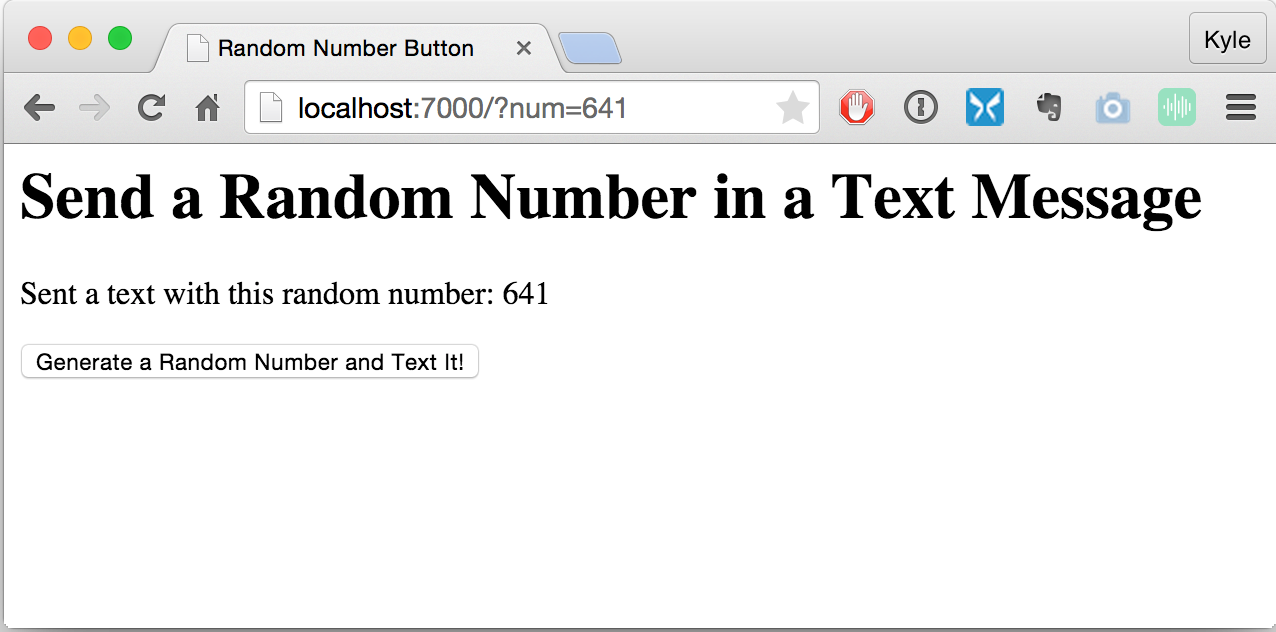 Random Number Button
Kyle
localhost:7000/?num=641
Send a Random Number in a Text Message
Sent a text with this random number: 641
Generate a Random Number and Text It!